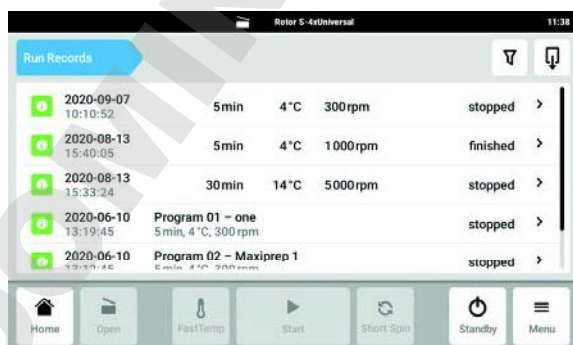 Rotor S-4xUniversal 11:38
Run Records
2020-09-07
10:10:52
5min 4°C 300rpm stopped
2020-08-13
15:40:05
5min 4°C 1000rpm finished
2020-08-13
15:33:24
30min 14°C 5000rpm stopped
2020-06-10
13:19:45
Program 01 – one
5min, 4°C, 300rpm
stopped
2020-06-10
Program 02 – Maxiprep 1
stopped
Home Open FastTemp Start Short Spin Standby Menu